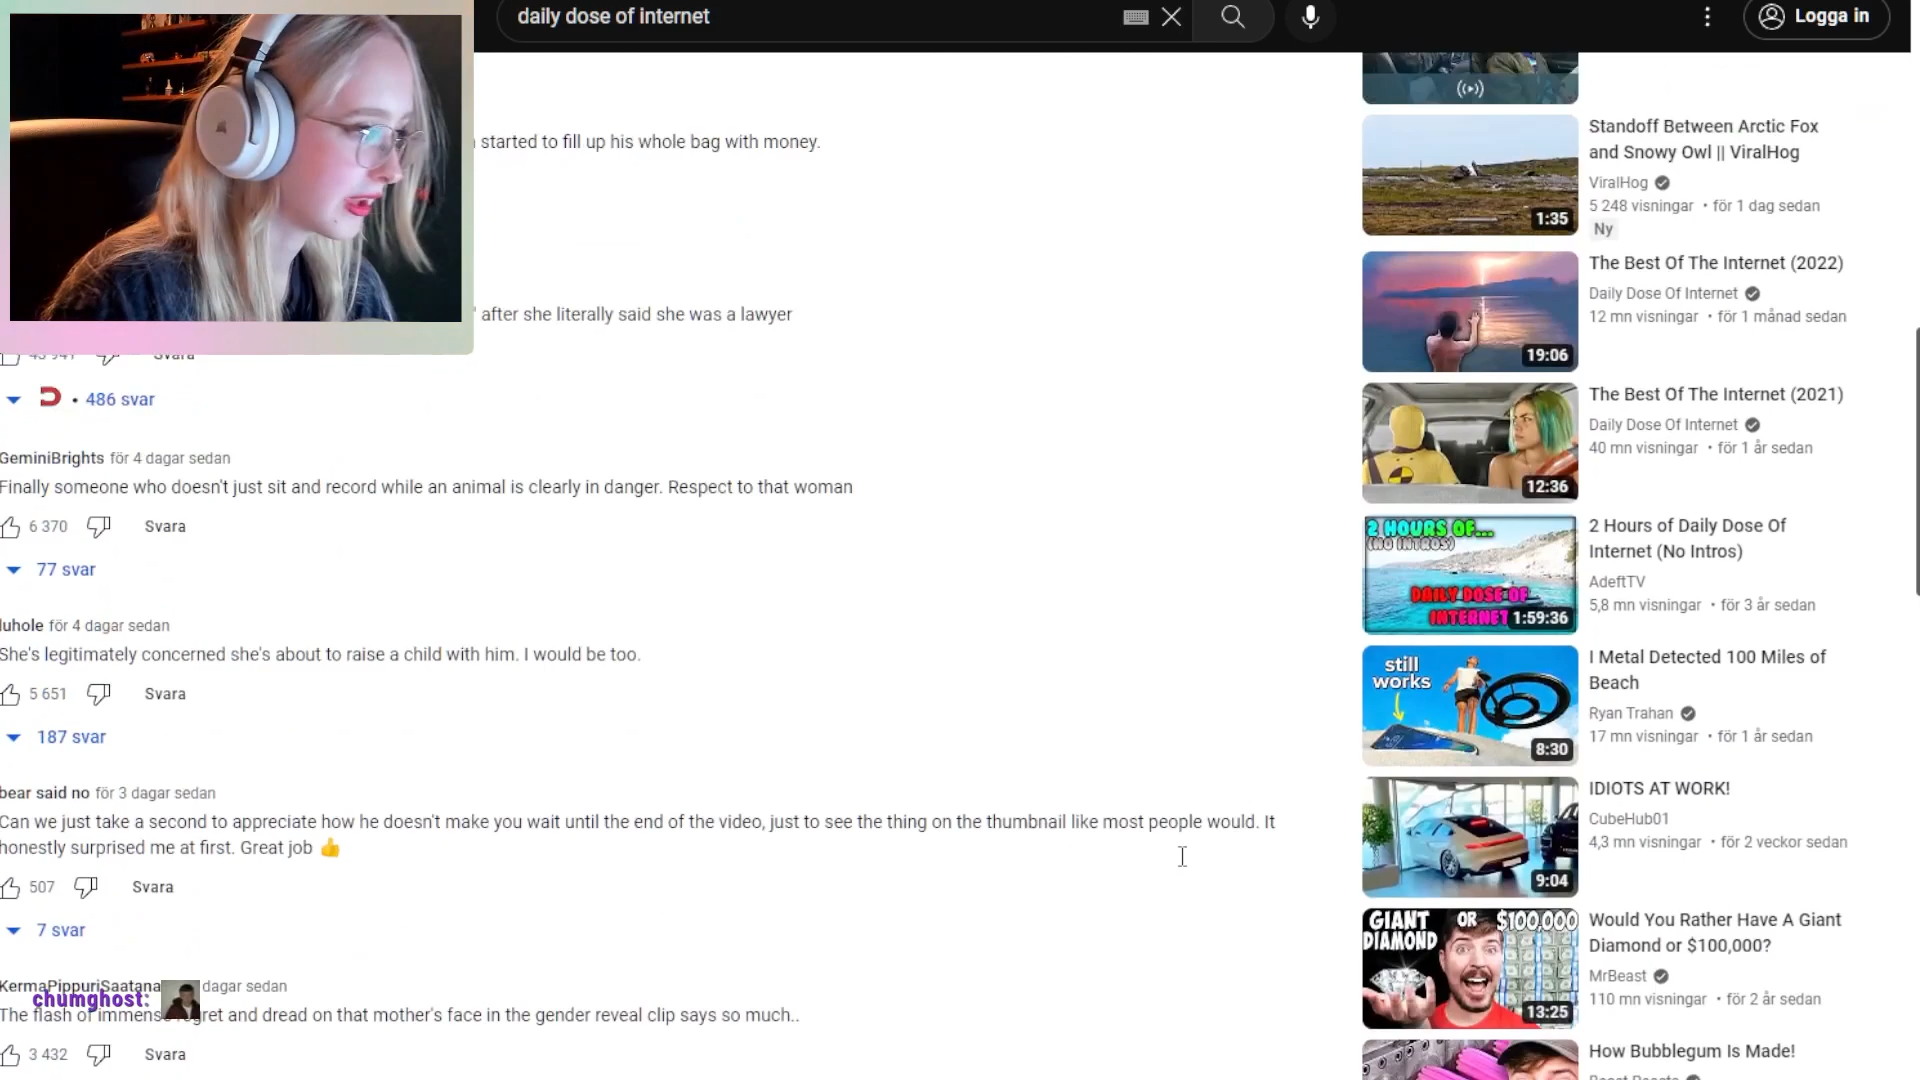 daily dose of internet
Logga in
started to fill up his whole bag with money.
after she literally said she was a lawyer
Svara
• 486 svar
GeminiBrights för 4 dagar sedan
Finally someone who doesn't just sit and record while an animal is clearly in danger. Respect to that woman
6 370 Svara
77 svar
luhole för 4 dagar sedan
She's legitimately concerned she's about to raise a child with him. I would be too.
5 651 Svara
187 svar
bear said no för 3 dagar sedan
Can we just take a second to appreciate how he doesn't make you wait until the end of the video, just to see the thing on the thumbnail like most people would. It
honestly surprised me at first. Great job 👍
507 Svara
7 svar
KermaPippuriSaatana dagar sedan
chumghost:
The flash of immense regret and dread on that mother's face in the gender reveal clip says so much..
3 432 Svara
Standoff Between Arctic Fox
and Snowy Owl || ViralHog
ViralHog
5 248 visningar • för 1 dag sedan
Ny
1:35
The Best Of The Internet (2022)
Daily Dose Of Internet
12 mn visningar • för 1 månad sedan
19:06
The Best Of The Internet (2021)
Daily Dose Of Internet
40 mn visningar • för 1 år sedan
12:36
2 HOURS OF...
(NO INTROS)
DAILY DOSE OF
INTERNET
1:59:36
2 Hours of Daily Dose Of
Internet (No Intros)
AdeftTV
5,8 mn visningar • för 3 år sedan
still
works
8:30
I Metal Detected 100 Miles of
Beach
Ryan Trahan
17 mn visningar • för 1 år sedan
IDIOTS AT WORK!
CubeHub01
4,3 mn visningar • för 2 veckor sedan
9:04
GIANT OR $100,000
DIAMOND
13:25
Would You Rather Have A Giant
Diamond or $100,000?
MrBeast
110 mn visningar • för 2 år sedan
How Bubblegum Is Made!